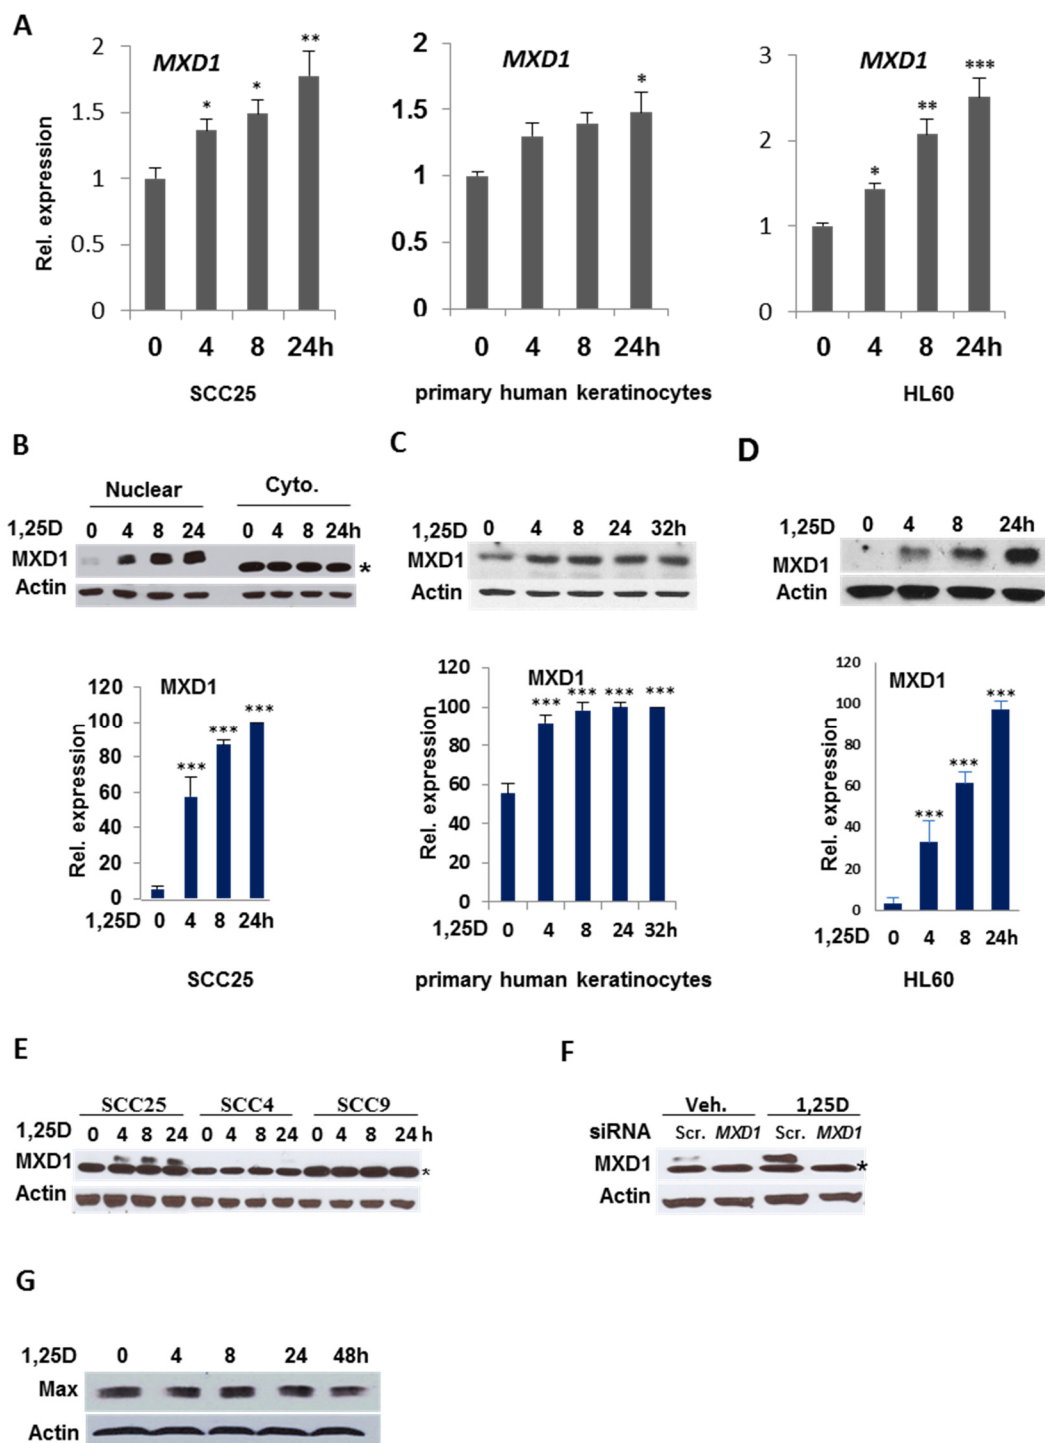 A
MXD1
Rel. expression
2
1.5
1
0.5
0
* * **
0 4 8 24h
SCC25
MXD1
2
1.5
1
0.5
0
*
0 4 8 24h
primary human keratinocytes
MXD1
3
2
1
0
* ** ***
0 4 8 24h
HL60
B
Nuclear Cyto.
1,25D 0 4 8 24 0 4 8 24h
MXD1 *
Actin
MXD1
Rel. expression
120
100
80
60
40
20
0
*** *** ***
1,25D 0 4 8 24h
SCC25
C
1,25D 0 4 8 24 32h
MXD1
Actin
MXD1
Rel. expression
120
100
80
60
40
20
0
*** *** *** ***
1,25D 0 4 8 24 32h
primary human keratinocytes
D
1,25D 0 4 8 24h
MXD1
Actin
MXD1
Rel. expression
120
100
80
60
40
20
0
*** *** ***
1,25D 0 4 8 24h
HL60
E
SCC25 SCC4 SCC9
1,25D 0 4 8 24 0 4 8 24 0 4 8 24 h
MXD1 *
Actin
F
Veh. 1,25D
siRNA Scr. MXD1 Scr. MXD1
MXD1 *
Actin
G
1,25D 0 4 8 24 48h
Max
Actin